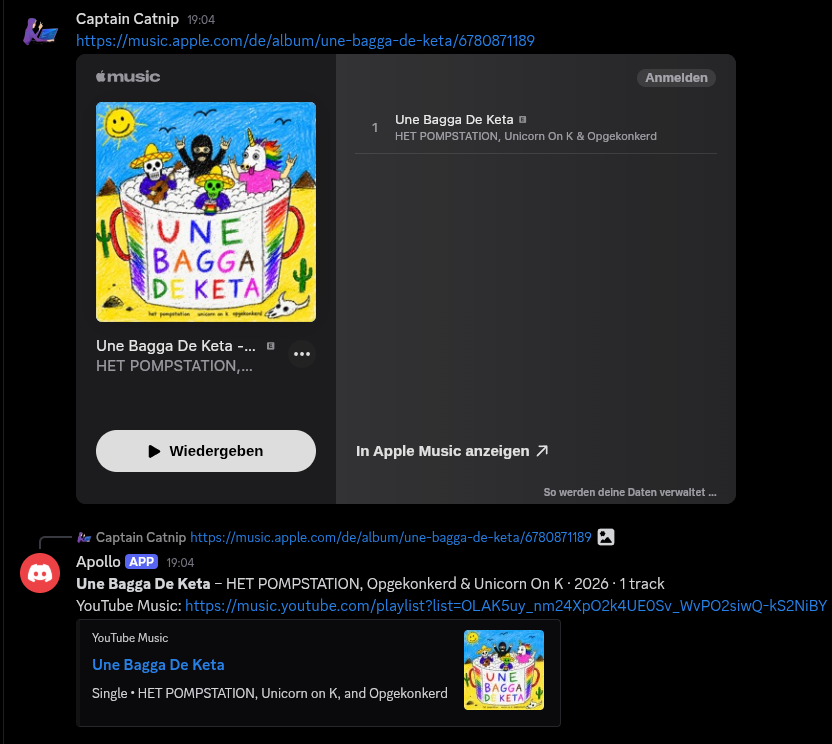 Captain Catnip 19:04
https://music.apple.com/de/album/une-bagga-de-keta/6780871189
music
Anmelden
UNE
BAGGA
DE KETA
het pompstation unicorn on k opgekonkerd
1 Une Bagga De Keta E
HET POMPSTATION, Unicorn On K & Opgekonkerd
Une Bagga De Keta -... E
HET POMPSTATION,...
Wiedergeben
In Apple Music anzeigen
So werden deine Daten verwaltet ...
Captain Catnip https://music.apple.com/de/album/une-bagga-de-keta/6780871189
Apollo APP 19:04
Une Bagga De Keta – HET POMPSTATION, Opgekonkerd & Unicorn On K · 2026 · 1 track
YouTube Music: https://music.youtube.com/playlist?list=OLAK5uy_nm24XpO2k4UE0Sv_WvPO2siwQ-kS2NiBY
YouTube Music
Une Bagga De Keta
Single • HET POMPSTATION, Unicorn on K, and Opgekonkerd
UNE
BAGGA
DE KETA